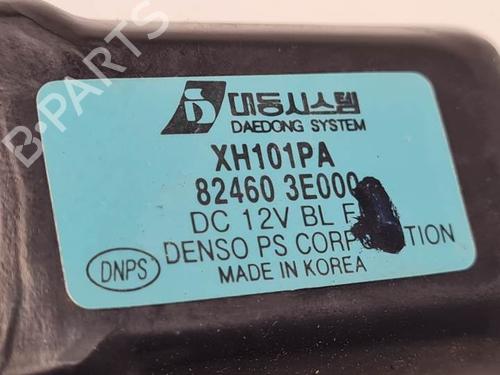 B-PARTS
대동시스템
DAEDONG SYSTEM
XH101PA
82460 3E000
DC 12V BL F
DENSO PS CORP TION
DNPS
MADE IN KOREA